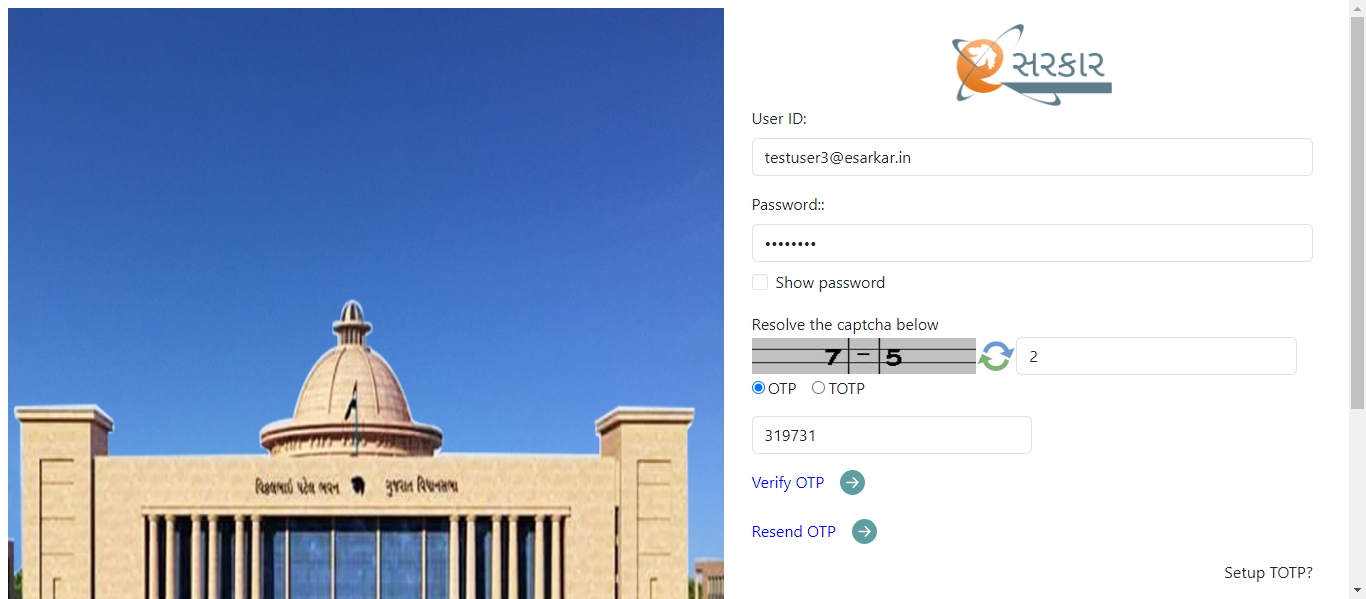 સરકાર
User ID:
testuser3@esarkar.in
Password::
••••••••
Show password
Resolve the captcha below
7 - 5
2
OTP TOTP
319731
Verify OTP
Resend OTP
Setup TOTP?
વિઠ્ઠલભાઈ પટેલ ભવન ગુજરાત વિધાનસભા